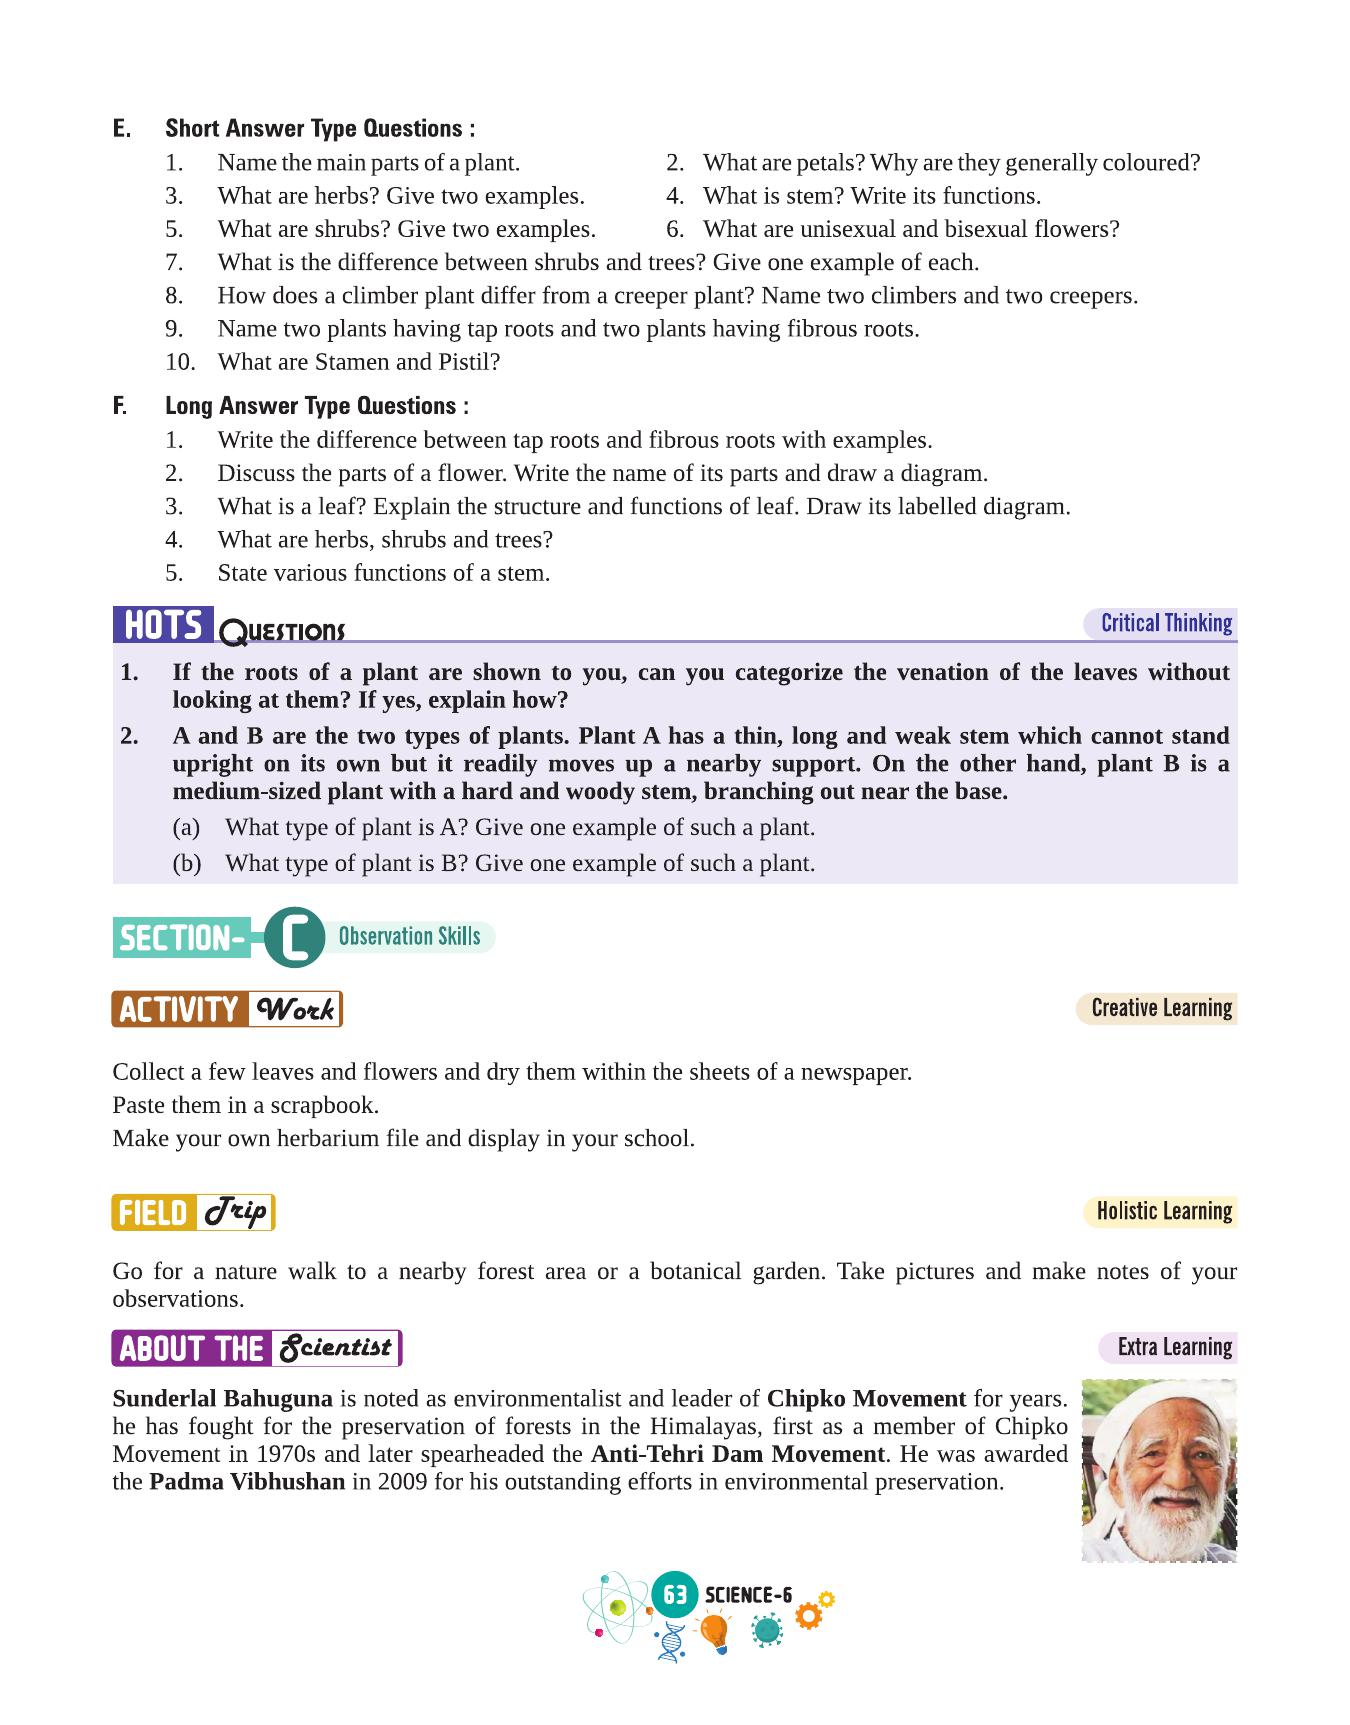 E. Short Answer Type Questions :
1. Name the main parts of a plant. 2. What are petals? Why are they generally coloured?
3. What are herbs? Give two examples. 4. What is stem? Write its functions.
5. What are shrubs? Give two examples. 6. What are unisexual and bisexual flowers?
7. What is the difference between shrubs and trees? Give one example of each.
8. How does a climber plant differ from a creeper plant? Name two climbers and two creepers.
9. Name two plants having tap roots and two plants having fibrous roots.
10. What are Stamen and Pistil?
F. Long Answer Type Questions :
1. Write the difference between tap roots and fibrous roots with examples.
2. Discuss the parts of a flower. Write the name of its parts and draw a diagram.
3. What is a leaf? Explain the structure and functions of leaf. Draw its labelled diagram.
4. What are herbs, shrubs and trees?
5. State various functions of a stem.
HOTS Questions Critical Thinking
1. If the roots of a plant are shown to you, can you categorize the venation of the leaves without
looking at them? If yes, explain how?
2. A and B are the two types of plants. Plant A has a thin, long and weak stem which cannot stand
upright on its own but it readily moves up a nearby support. On the other hand, plant B is a
medium-sized plant with a hard and woody stem, branching out near the base.
(a) What type of plant is A? Give one example of such a plant.
(b) What type of plant is B? Give one example of such a plant.
SECTION- C Observation Skills
ACTIVITY Work Creative Learning
Collect a few leaves and flowers and dry them within the sheets of a newspaper.
Paste them in a scrapbook.
Make your own herbarium file and display in your school.
FIELD Trip Holistic Learning
Go for a nature walk to a nearby forest area or a botanical garden. Take pictures and make notes of your
observations.
ABOUT THE Scientist Extra Learning
Sunderlal Bahuguna is noted as environmentalist and leader of Chipko Movement for years.
he has fought for the preservation of forests in the Himalayas, first as a member of Chipko
Movement in 1970s and later spearheaded the Anti-Tehri Dam Movement. He was awarded
the Padma Vibhushan in 2009 for his outstanding efforts in environmental preservation.
63 SCIENCE-6